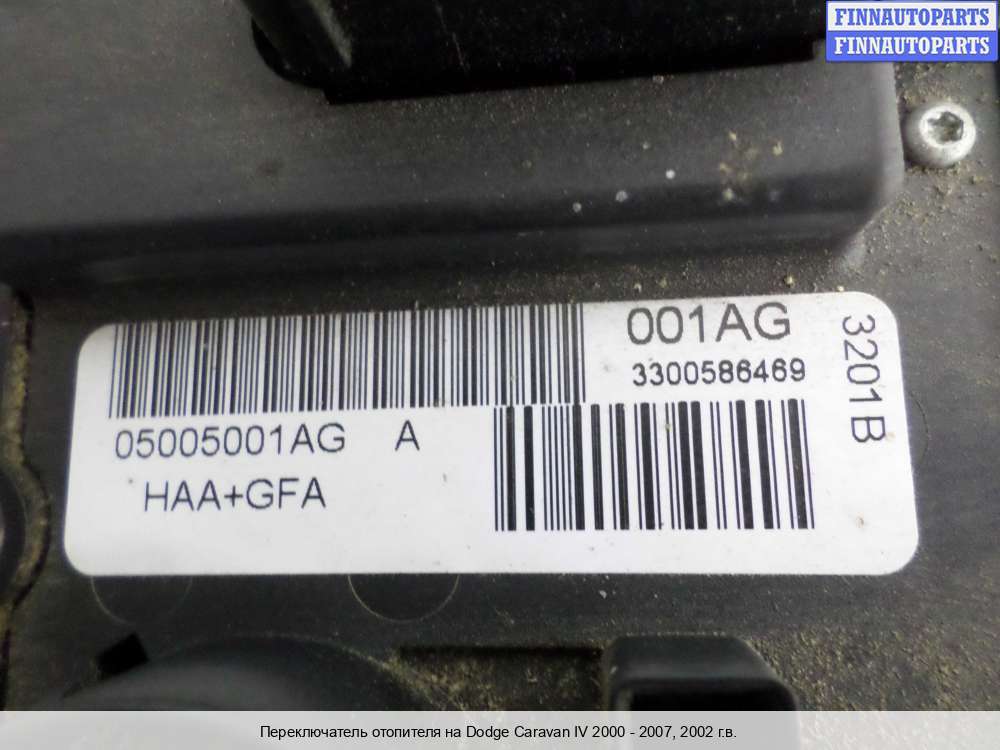 FINNAUTOPARTS
FINNAUTOPARTS
001AG
3300586469
3201B
05005001AG A
HAA+GFA
Переключатель отопителя на Dodge Caravan IV 2000 - 2007, 2002 г.в.